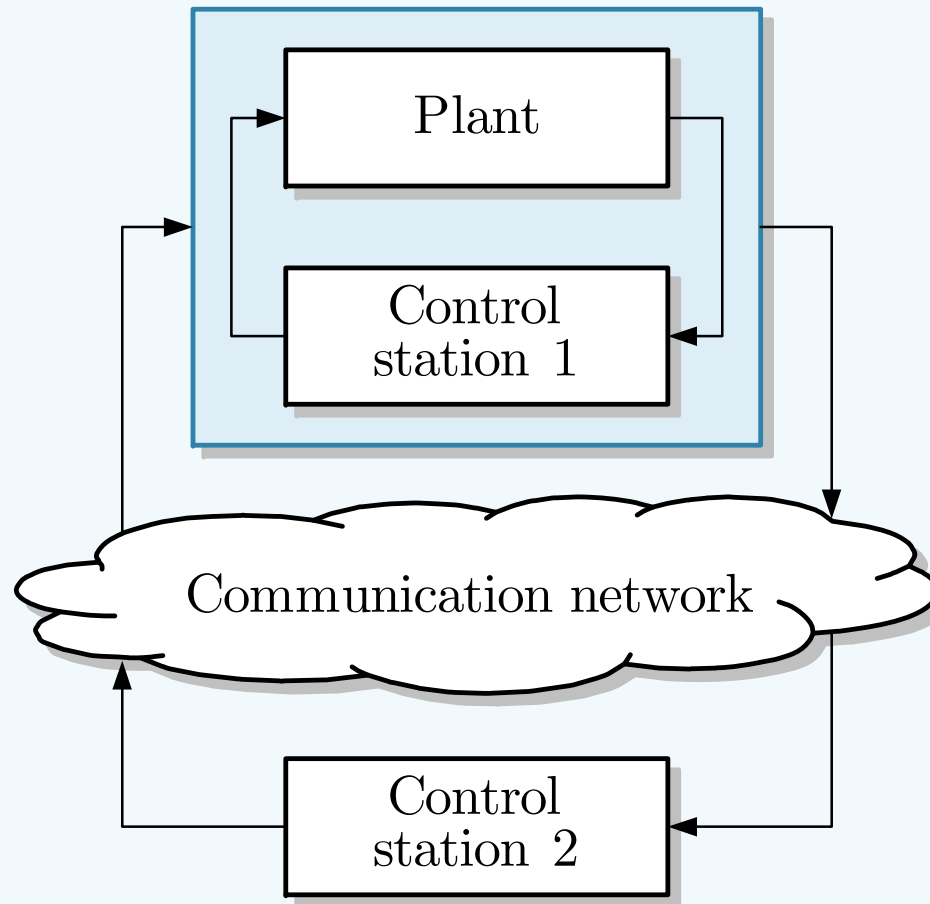 Plant
Control
station 1
Communication network
Control
station 2